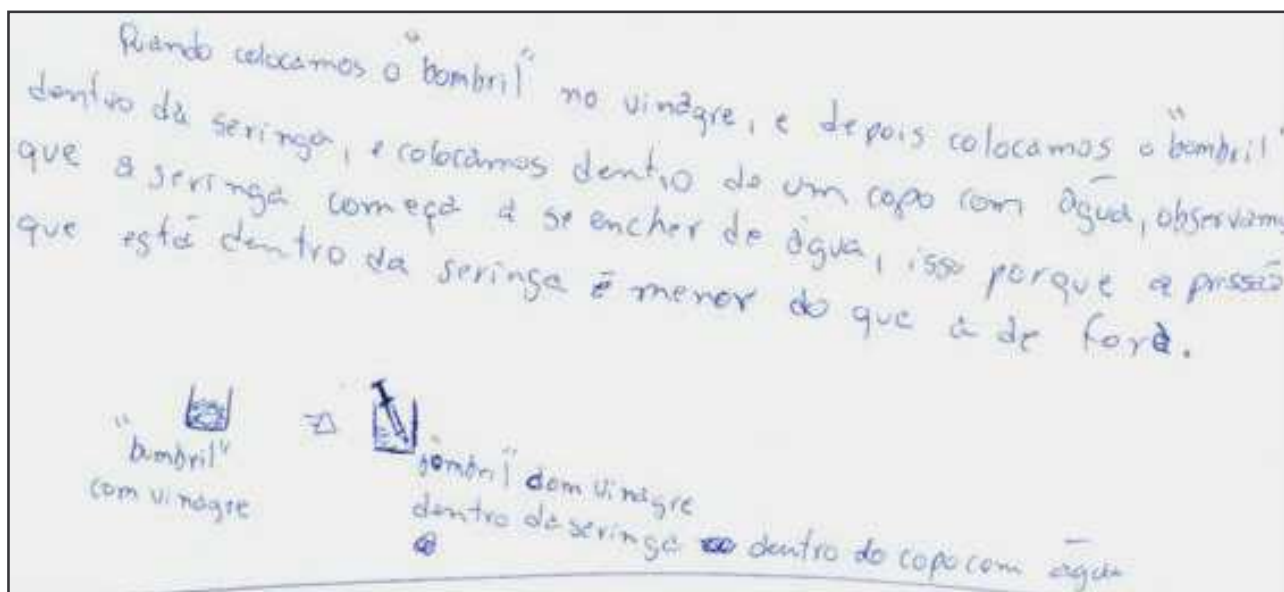 Quando colocamos o "bombril" no vinagre, e depois colocamos o "bombril"
dentro da seringa, e colocamos dentro de um copo com água, observamos
que a seringa começa a se encher de água, isso porque a pressão
que está dentro da seringa é menor do que a de fora.
"bombril"
com vinagre
"bombril" com vinagre
dentro da seringa dentro do copo com água